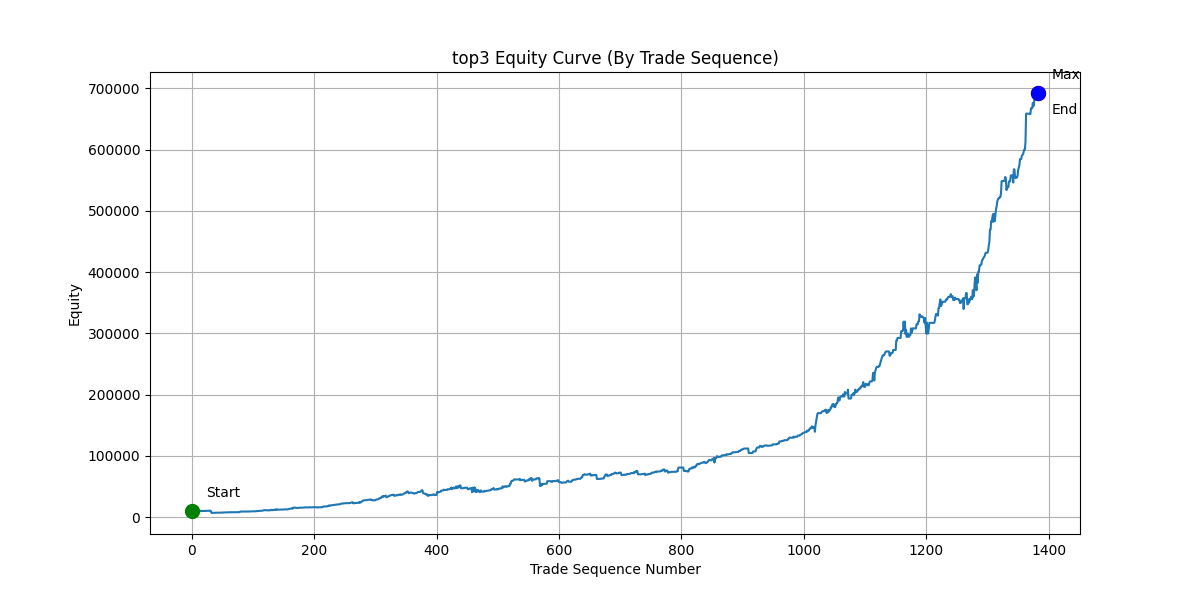 top3 Equity Curve (By Trade Sequence)
Max
700000
End
600000
500000
400000
Equity
300000
200000
100000
Start
0
0 200 400 600 800 1000 1200 1400
Trade Sequence Number